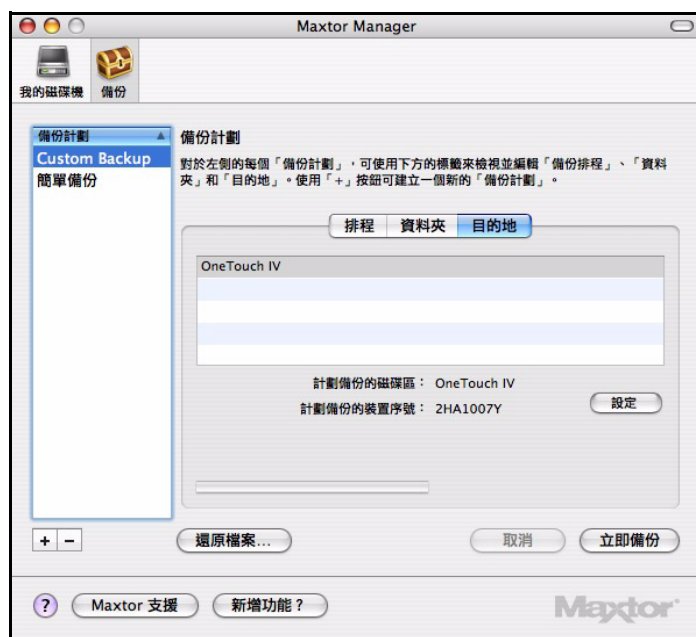 Maxtor Manager
我的磁碟機
備份
備份計劃
Custom Backup
簡單備份
備份計劃
對於左側的每個「備份計劃」，可使用下方的標籤來檢視並編輯「備份排程」、「資料
夾」和「目的地」。使用「+」按鈕可建立一個新的「備份計劃」。
排程 資料夾 目的地
OneTouch IV
計劃備份的磁碟區： OneTouch IV
計劃備份的裝置序號： 2HA1007Y
設定
+ −
還原檔案...
取消
立即備份
?
Maxtor 支援
新增功能？
Maxtor